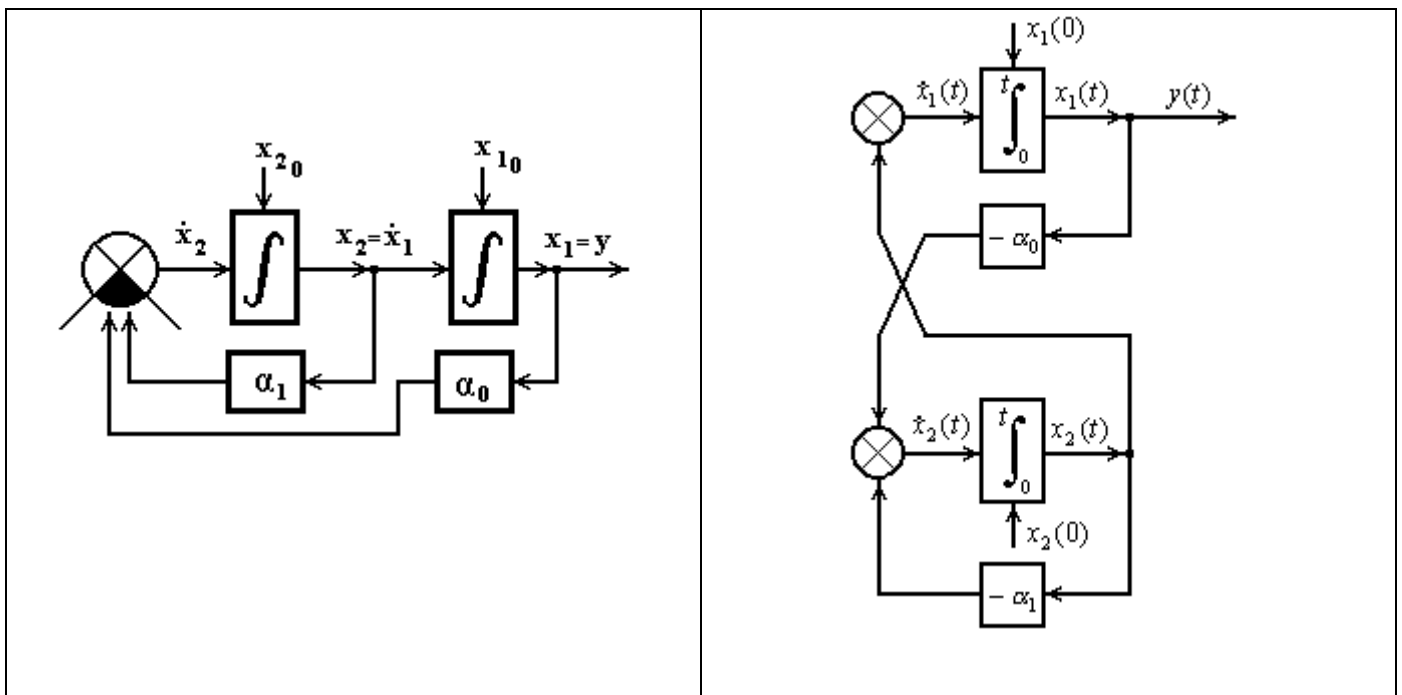 x₂₀
x₁₀
ẋ₂
∫
x₂=ẋ₁
∫
x₁=y
α₁
α₀
x₁(0)
ẋ₁(t)
t∫0
x₁(t)
y(t)
− α₀
ẋ₂(t)
t∫0
x₂(t)
x₂(0)
− α₁